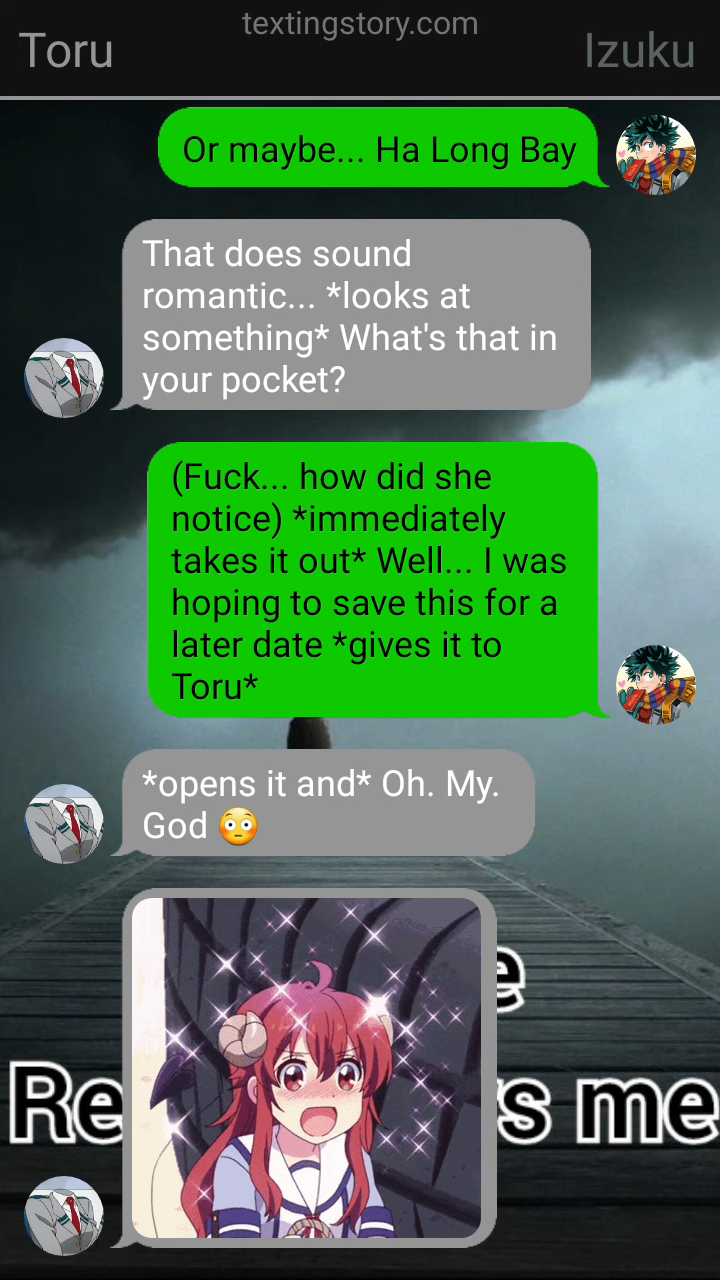 textingstory.com
Toru
Izuku
Or maybe... Ha Long Bay
That does sound
romantic... *looks at
something* What's that in
your pocket?
(Fuck... how did she
notice) *immediately
takes it out* Well... I was
hoping to save this for a
later date *gives it to
Toru*
*opens it and* Oh. My.
God 😳
me